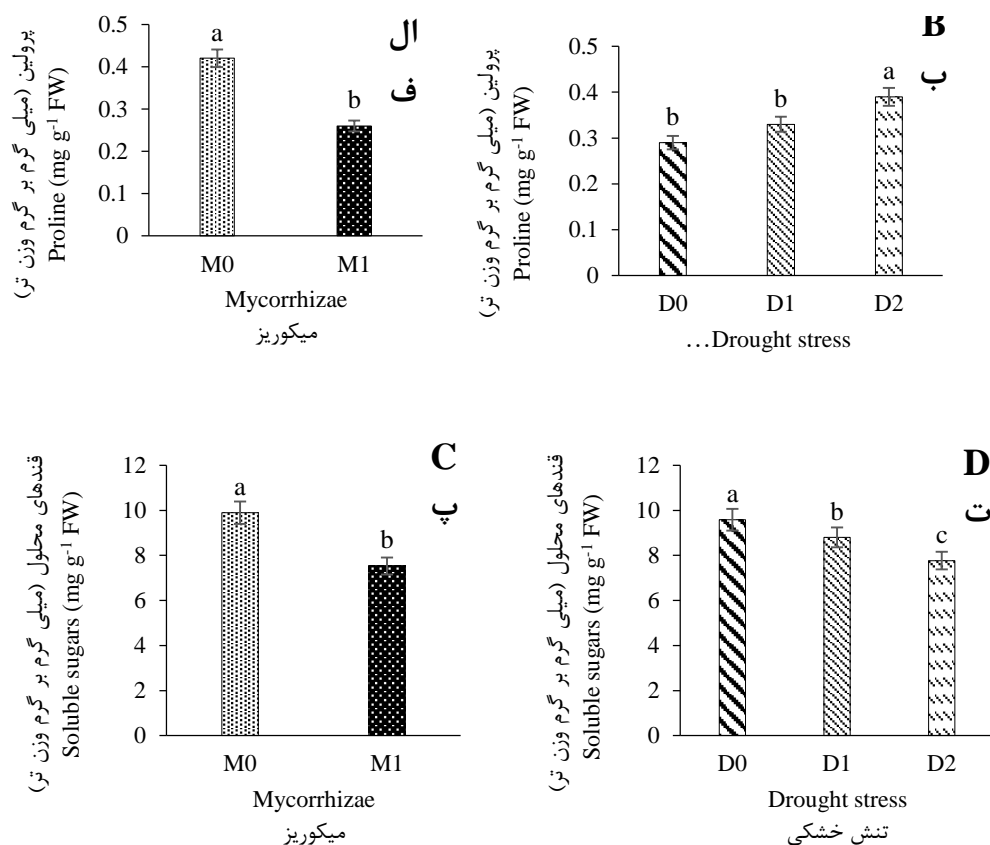 ال
ف
پرولین (میلی گرم بر گرم وزن تر)
Proline (mg g⁻¹ FW)
0.5
0.4
0.3
0.2
0.1
0
a
b
M0 M1
Mycorrhizae
میکوریز
B
ب
پرولین (میلی گرم بر گرم وزن تر)
Proline (mg g⁻¹ FW)
0.5
0.4
0.3
0.2
0.1
0
b
b
a
D0 D1 D2
...Drought stress
C
پ
قندهای محلول (میلی گرم بر گرم وزن تر)
Soluble sugars (mg g⁻¹ FW)
12
10
8
6
4
2
0
a
b
M0 M1
Mycorrhizae
میکوریز
D
ت
قندهای محلول (میلی گرم بر گرم وزن تر)
Soluble sugars (mg g⁻¹ FW)
12
10
8
6
4
2
0
a
b
c
D0 D1 D2
Drought stress
تنش خشکی